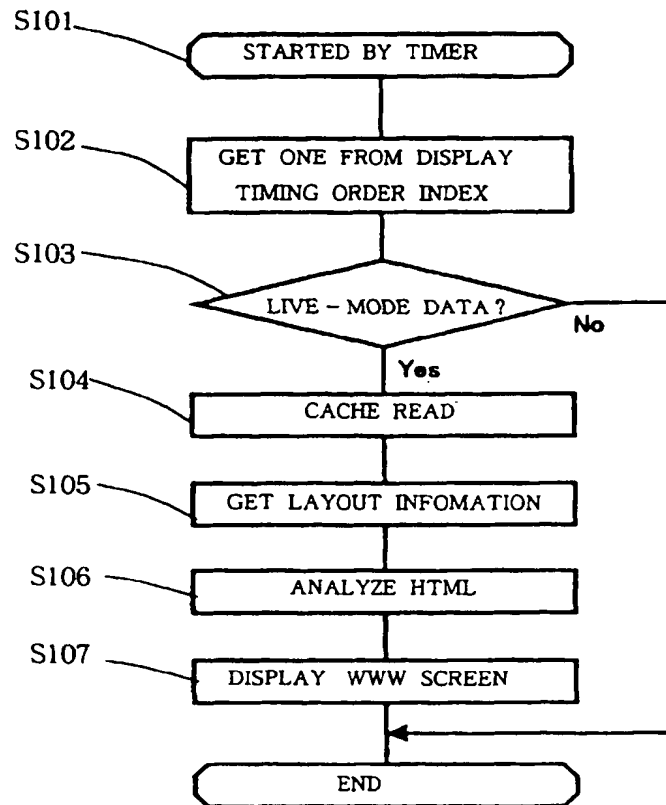 S101
STARTED BY TIMER
S102
GET ONE FROM DISPLAY
TIMING ORDER INDEX
S103
LIVE - MODE DATA?
No
Yes
S104
CACHE READ
S105
GET LAYOUT INFOMATION
S106
ANALYZE HTML
S107
DISPLAY WWW SCREEN
END